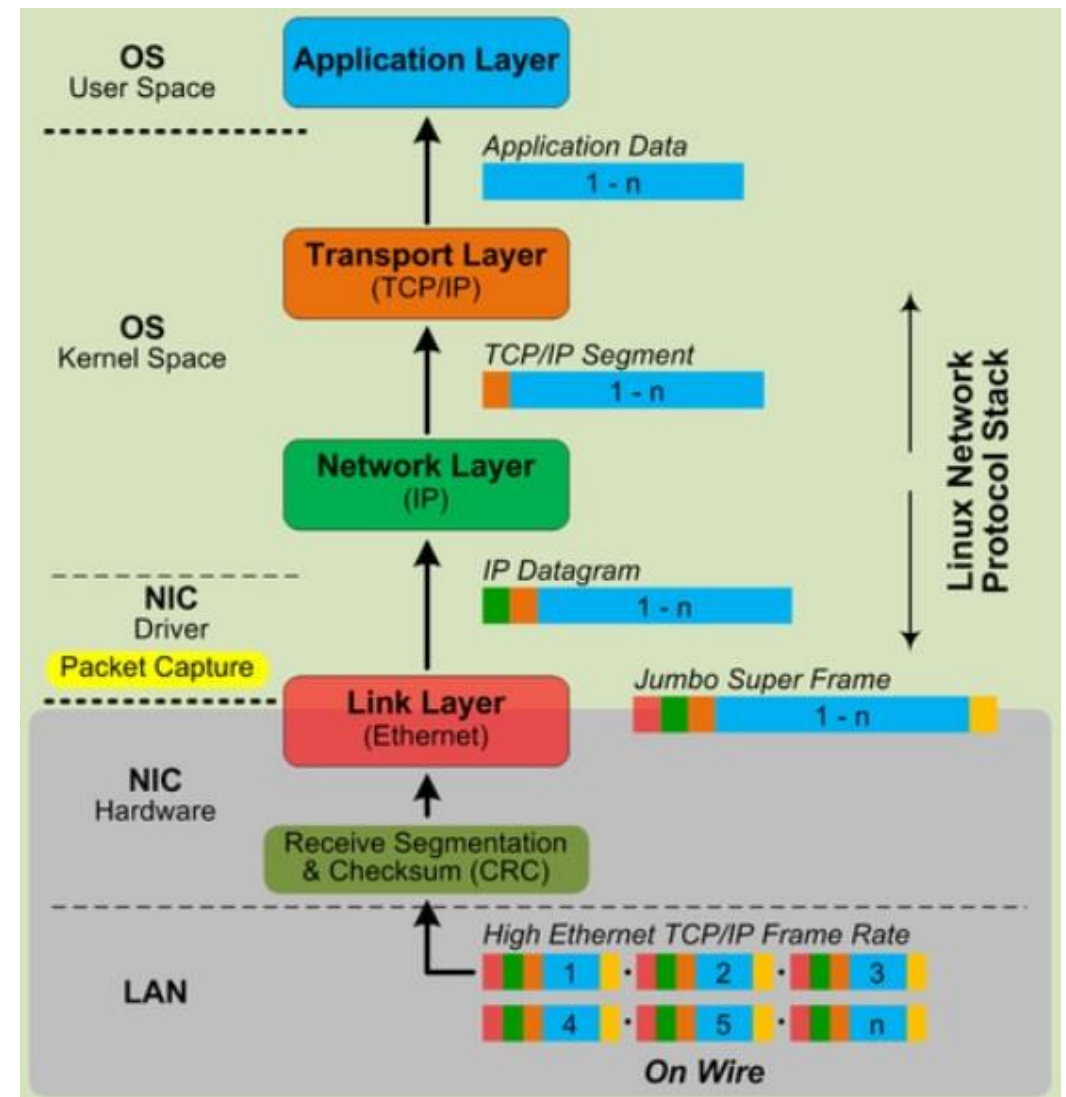 OS
User Space
Application Layer
Application Data
1 - n
Transport Layer
(TCP/IP)
OS
Kernel Space
TCP/IP Segment
1 - n
Linux Network
Protocol Stack
Network Layer
(IP)
IP Datagram
1 - n
NIC
Driver
Packet Capture
Link Layer
(Ethernet)
Jumbo Super Frame
1 - n
NIC
Hardware
Receive Segmentation
& Checksum (CRC)
LAN
High Ethernet TCP/IP Frame Rate
1 · 2 · 3
4 · 5 · n
On Wire